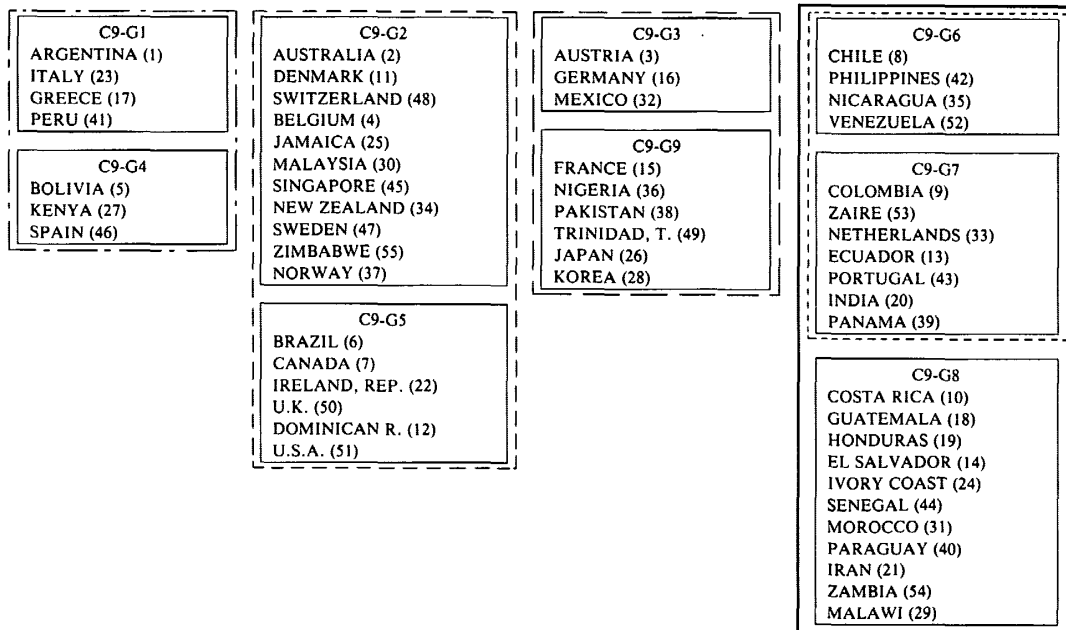 C9-G1
ARGENTINA (1)
ITALY (23)
GREECE (17)
PERU (41)
C9-G4
BOLIVIA (5)
KENYA (27)
SPAIN (46)
C9-G2
AUSTRALIA (2)
DENMARK (11)
SWITZERLAND (48)
BELGIUM (4)
JAMAICA (25)
MALAYSIA (30)
SINGAPORE (45)
NEW ZEALAND (34)
SWEDEN (47)
ZIMBABWE (55)
NORWAY (37)
C9-G5
BRAZIL (6)
CANADA (7)
IRELAND, REP. (22)
U.K. (50)
DOMINICAN R. (12)
U.S.A. (51)
C9-G3
AUSTRIA (3)
GERMANY (16)
MEXICO (32)
C9-G9
FRANCE (15)
NIGERIA (36)
PAKISTAN (38)
TRINIDAD, T. (49)
JAPAN (26)
KOREA (28)
C9-G6
CHILE (8)
PHILIPPINES (42)
NICARAGUA (35)
VENEZUELA (52)
C9-G7
COLOMBIA (9)
ZAIRE (53)
NETHERLANDS (33)
ECUADOR (13)
PORTUGAL (43)
INDIA (20)
PANAMA (39)
C9-G8
COSTA RICA (10)
GUATEMALA (18)
HONDURAS (19)
EL SALVADOR (14)
IVORY COAST (24)
SENEGAL (44)
MOROCCO (31)
PARAGUAY (40)
IRAN (21)
ZAMBIA (54)
MALAWI (29)